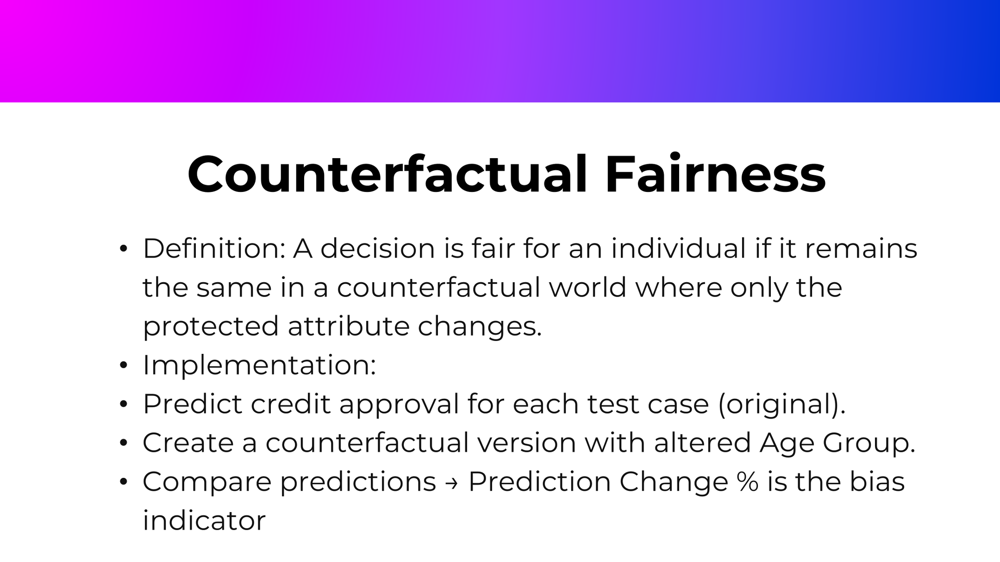 Counterfactual Fairness
• Definition: A decision is fair for an individual if it remains
the same in a counterfactual world where only the
protected attribute changes.
• Implementation:
• Predict credit approval for each test case (original).
• Create a counterfactual version with altered Age Group.
• Compare predictions → Prediction Change % is the bias
indicator